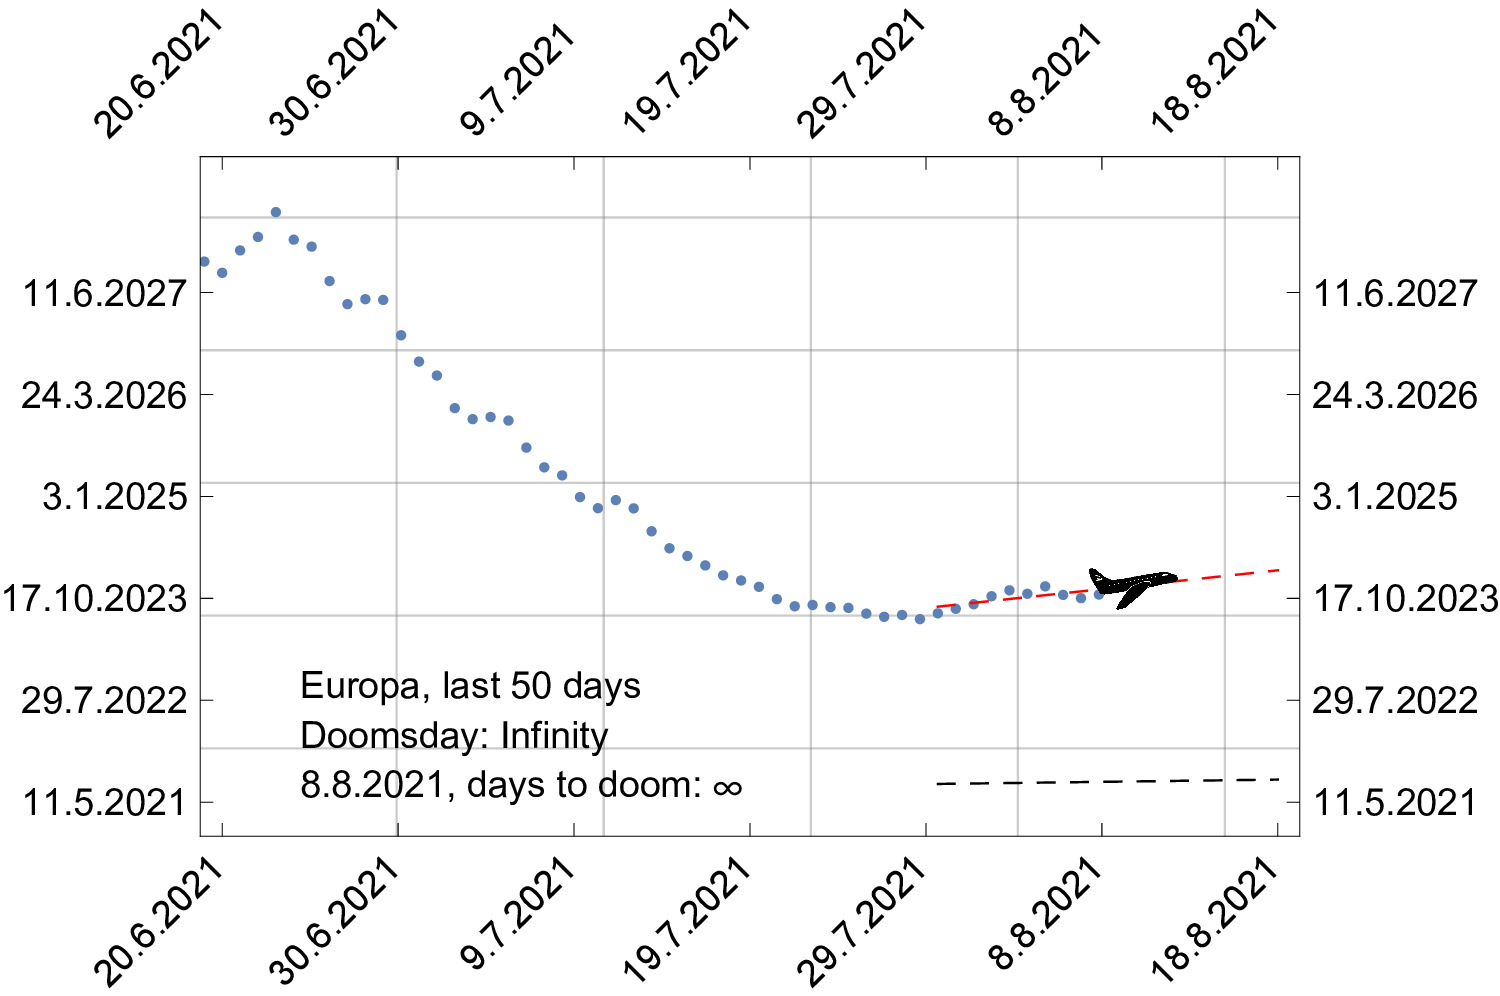 20.6.2021 30.6.2021 9.7.2021 19.7.2021 29.7.2021 8.8.2021 18.8.2021
11.6.2027 11.6.2027
24.3.2026 24.3.2026
3.1.2025 3.1.2025
17.10.2023 17.10.2023
Europa, last 50 days
29.7.2022 29.7.2022
Doomsday: Infinity
8.8.2021, days to doom: ∞
11.5.2021 11.5.2021
20.6.2021 30.6.2021 9.7.2021 19.7.2021 29.7.2021 8.8.2021 18.8.2021